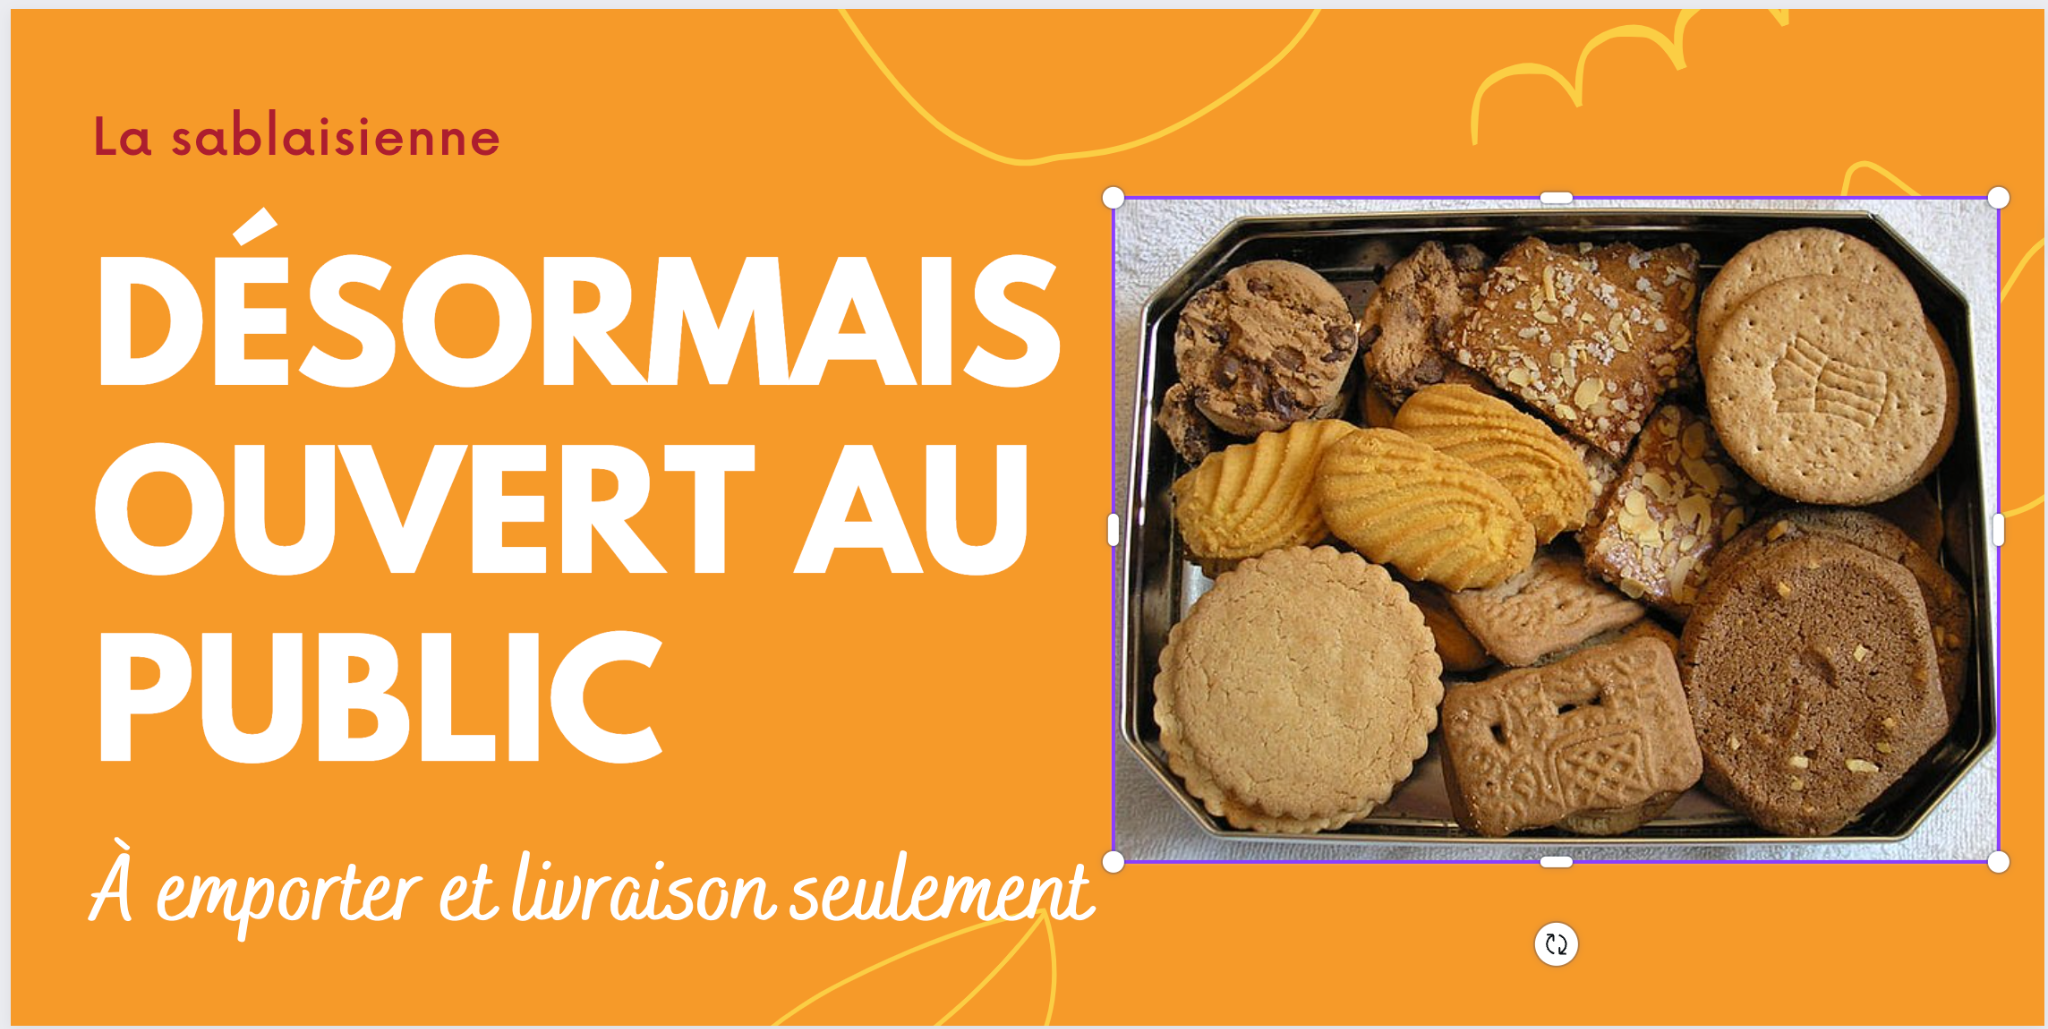 La sablaisienne
DÉSORMAIS
OUVERT AU
PUBLIC
À emporter et livraison seulement